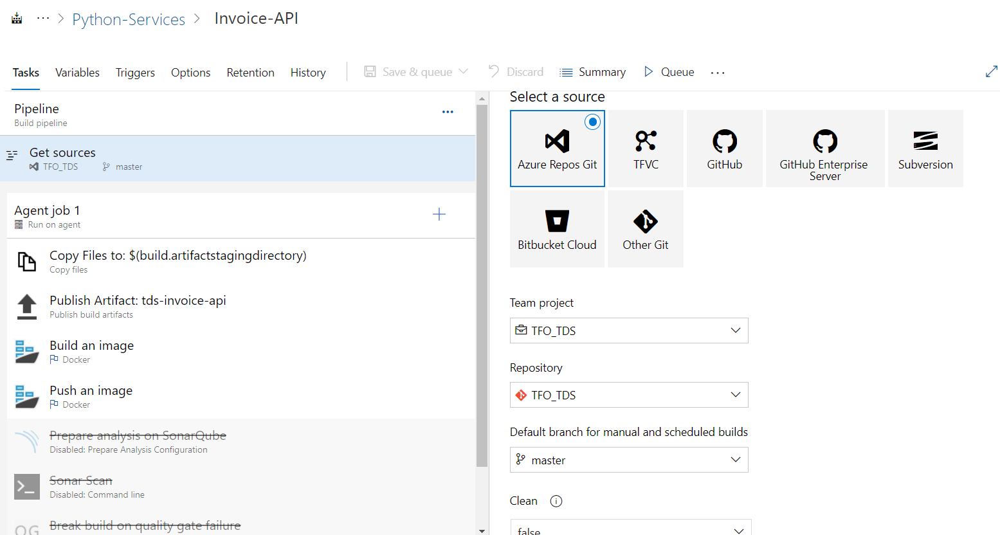 ··· > Python-Services > Invoice-API
Tasks Variables Triggers Options Retention History Save & queue Discard Summary Queue ···
Pipeline
Build pipeline
Get sources
TFO_TDS master
Agent job 1
Run on agent
Copy Files to: $(build.artifactstagingdirectory)
Copy files
Publish Artifact: tds-invoice-api
Publish build artifacts
Build an image
Docker
Push an image
Docker
Prepare analysis on SonarQube
Disabled: Prepare Analysis Configuration
Sonar Scan
Disabled: Command line
Break build on quality gate failure
QG
Select a source
Azure Repos Git
TFVC
GitHub
GitHub Enterprise
Server
Subversion
Bitbucket Cloud
Other Git
Team project
TFO_TDS
Repository
TFO_TDS
Default branch for manual and scheduled builds
master
Clean
false